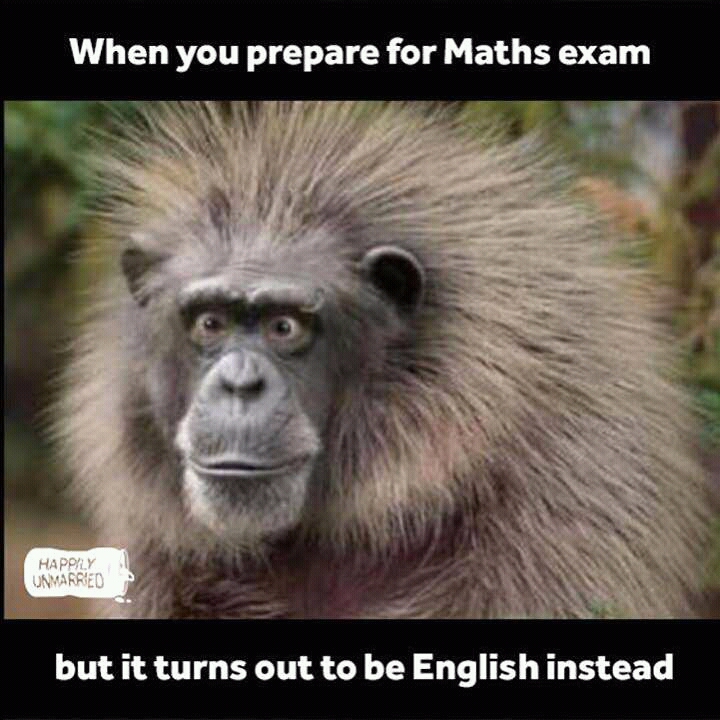 When you prepare for Maths exam
HAPPILY
UNMARRIED
but it turns out to be English instead